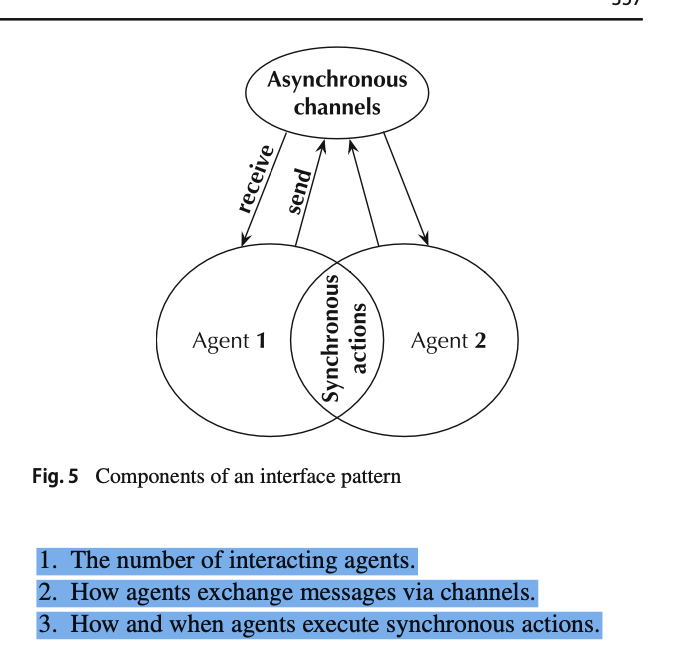 Asynchronous
channels
receive
send
Agent 1
Synchronous
actions
Agent 2
Fig. 5 Components of an interface pattern
1. The number of interacting agents.
2. How agents exchange messages via channels.
3. How and when agents execute synchronous actions.